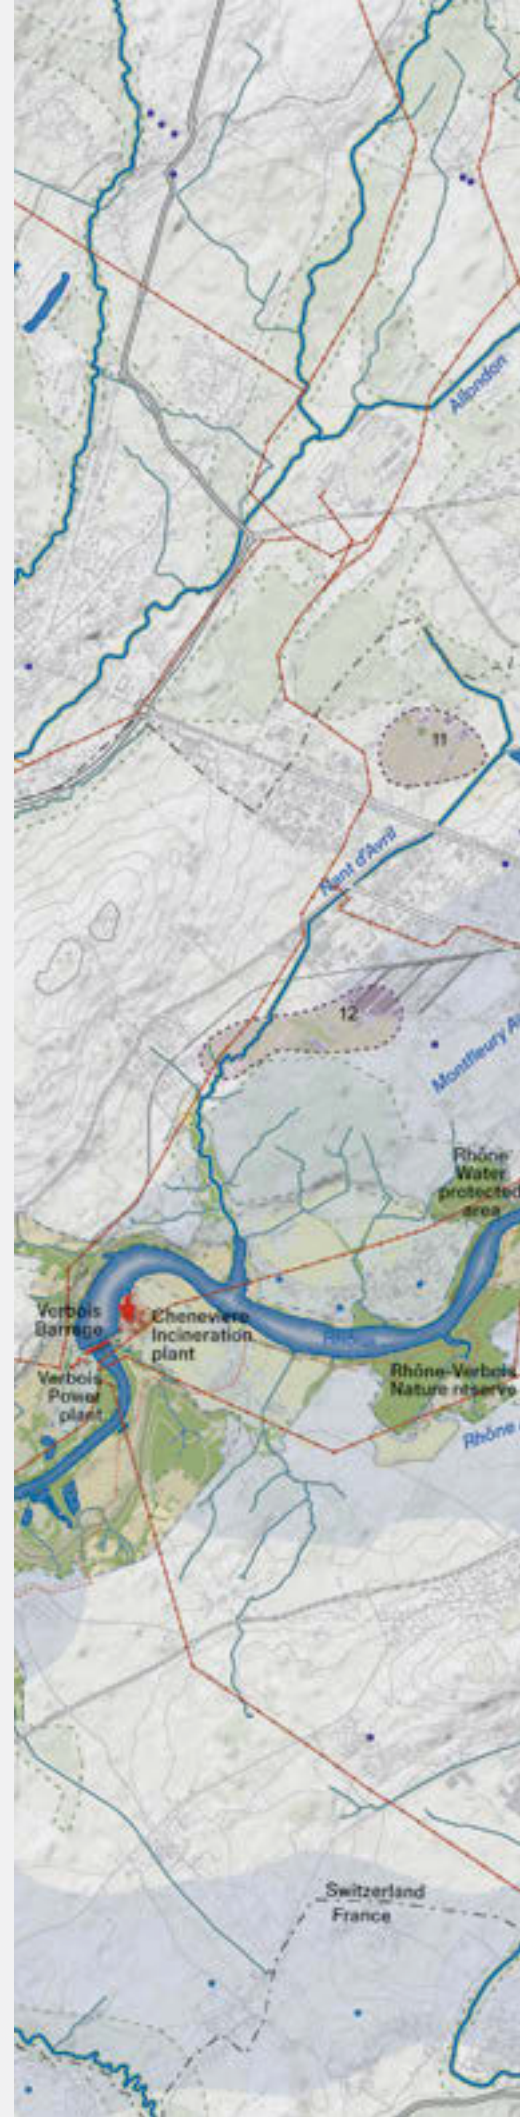 Allondon
11
Nant d'Avril
12
Montfleury
Rhône
Water
protected
area
Verbois
Barrage
Cheneviere
Incineration
plant
Verbois
Power
plant
Rhône-Verbois
Nature reserve
Rhône
Switzerland
France